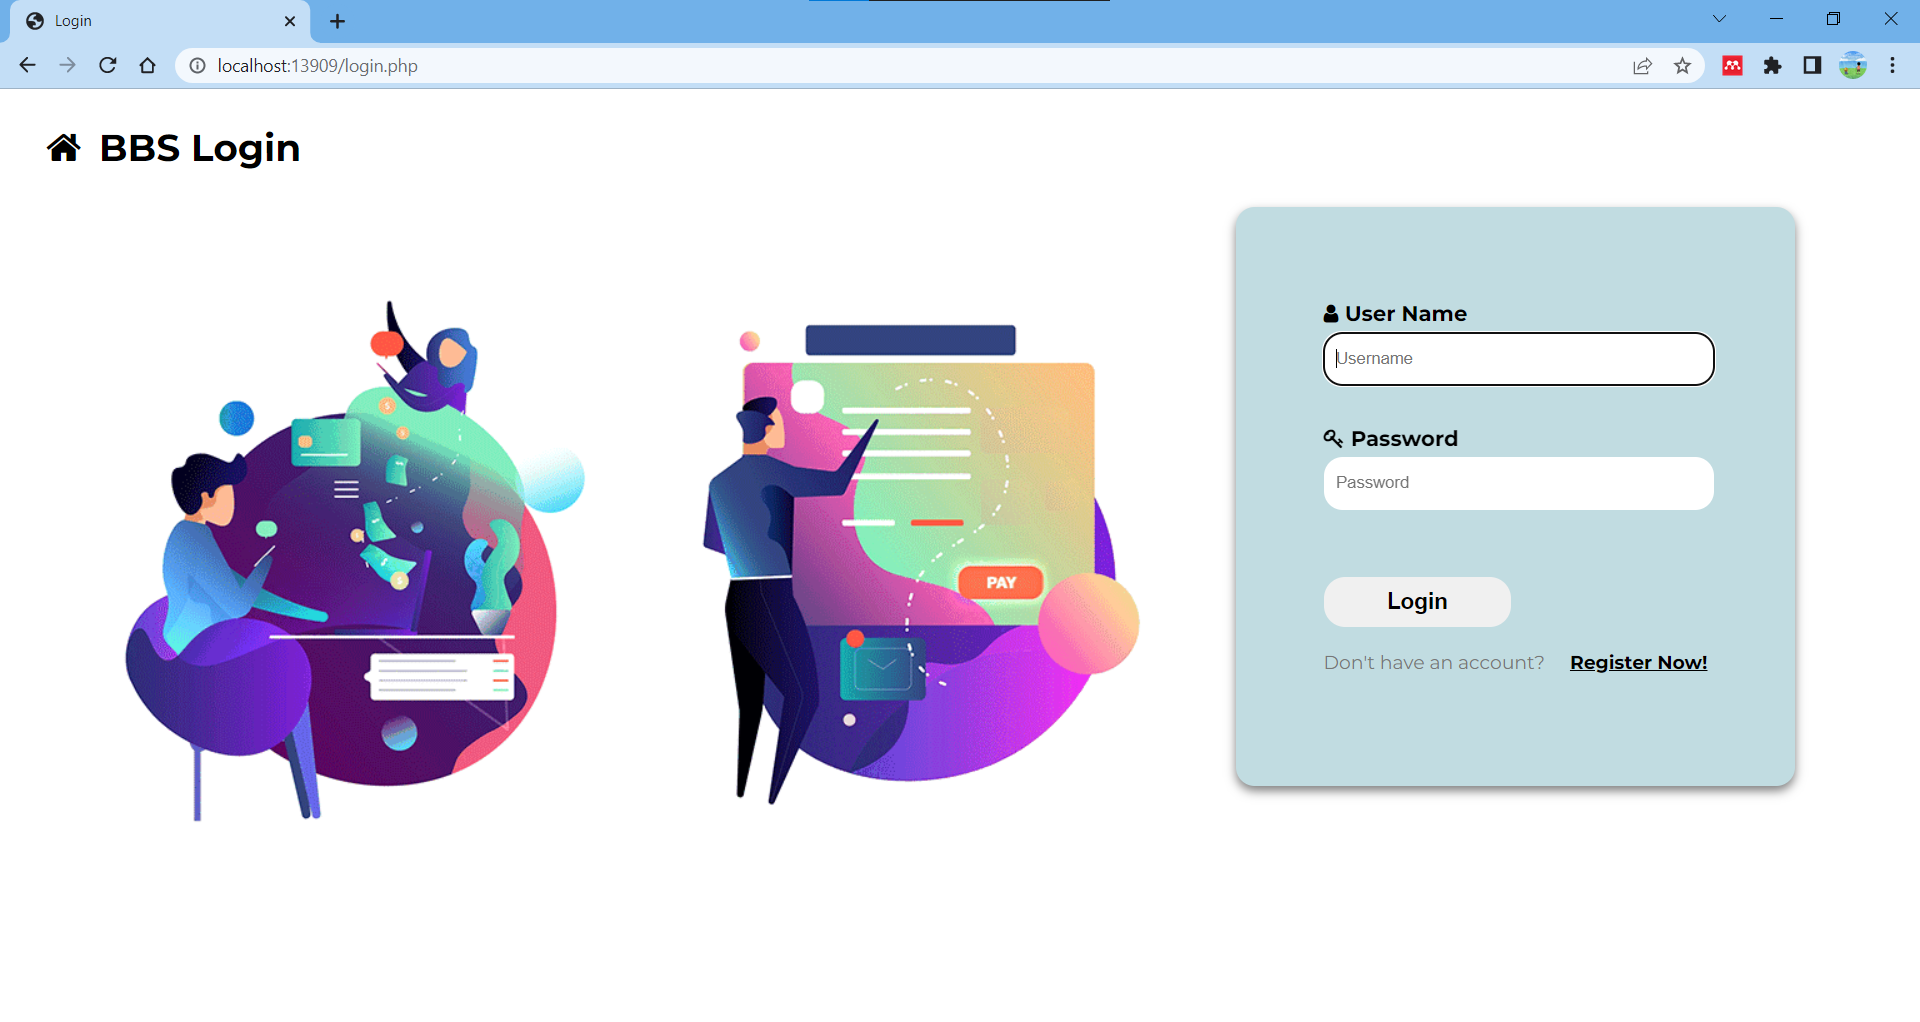 Login
localhost:13909/login.php
BBS Login
User Name
Username
Password
Password
Login
Don't have an account? Register Now!
PAY